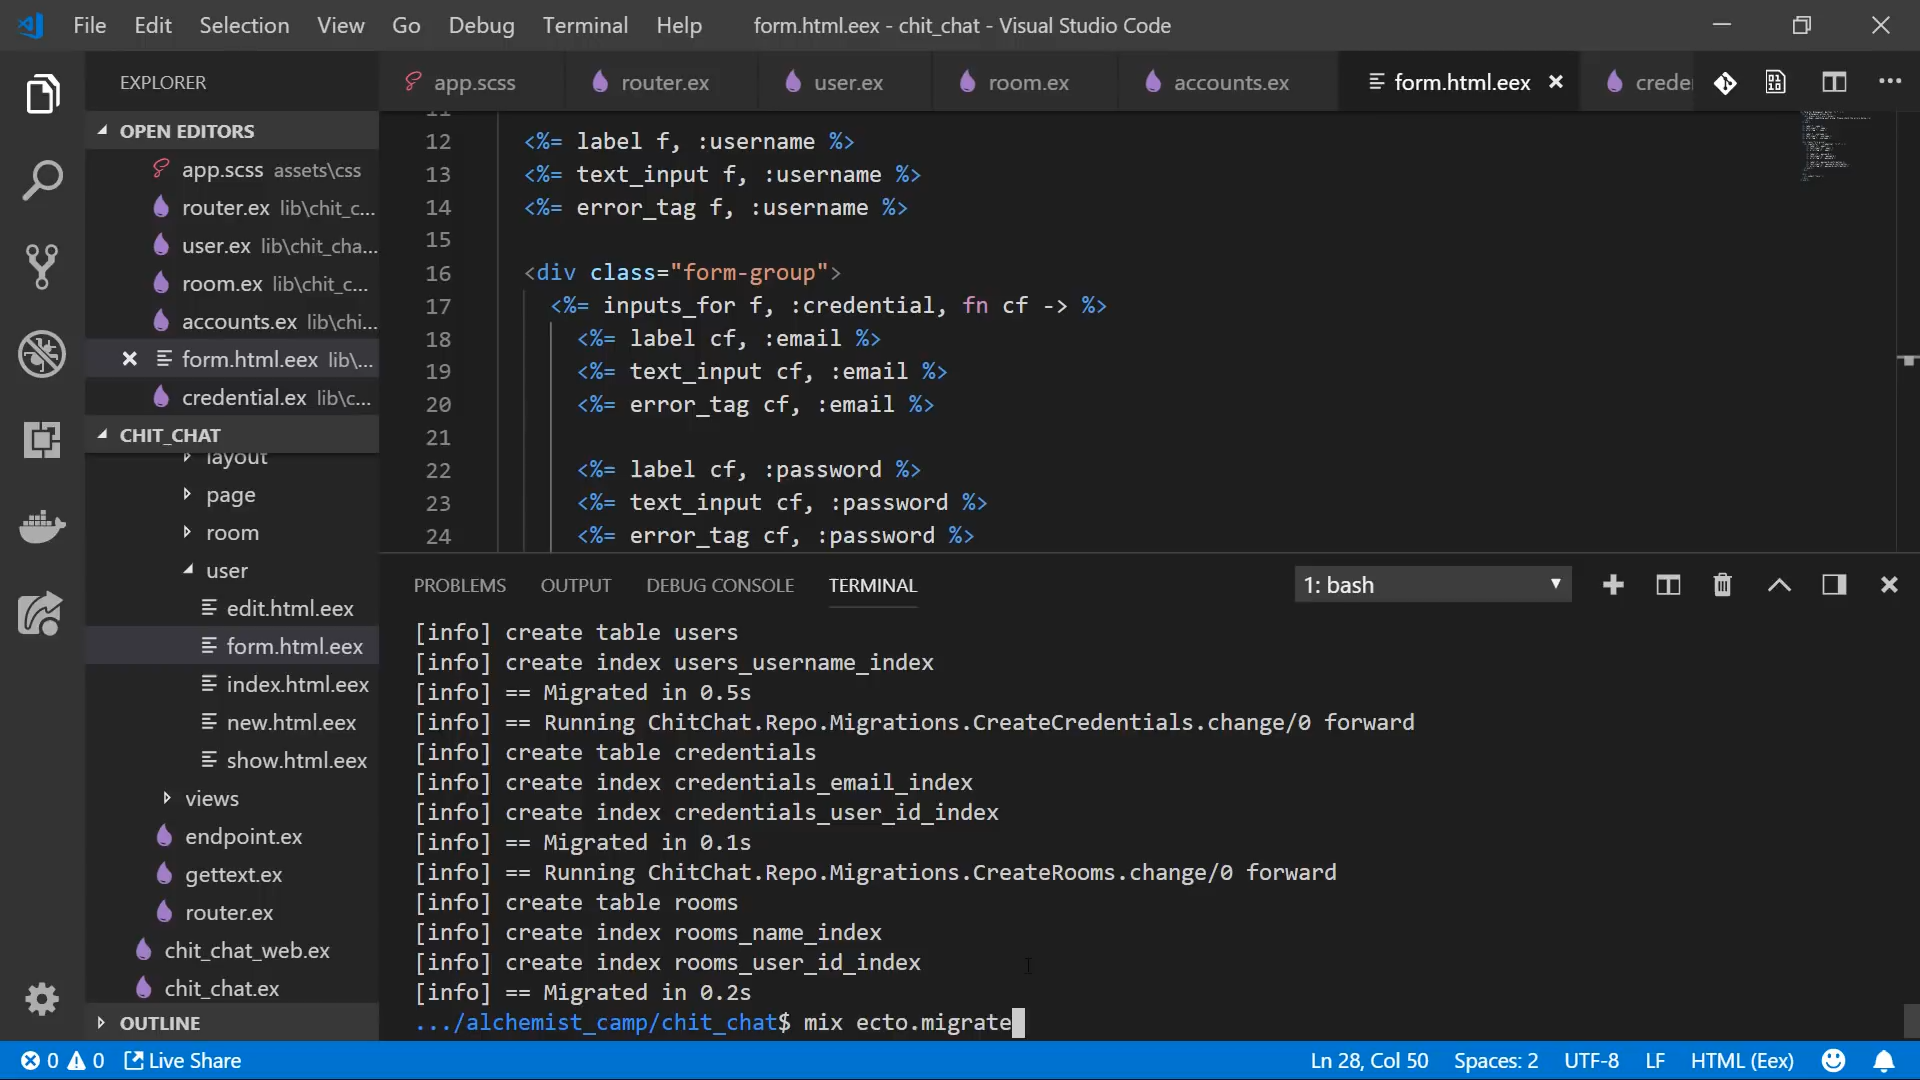 File Edit Selection View Go Debug Terminal Help form.html.eex - chit_chat - Visual Studio Code
EXPLORER
app.scss router.ex user.ex room.ex accounts.ex form.html.eex
OPEN EDITORS
app.scss assets\css
router.ex lib\chit_c...
user.ex lib\chit_cha...
room.ex lib\chit_c...
accounts.ex lib\chi...
form.html.eex lib\...
credential.ex lib\c...
CHIT_CHAT
layout
page
room
user
edit.html.eex
form.html.eex
index.html.eex
new.html.eex
show.html.eex
views
endpoint.ex
gettext.ex
router.ex
chit_chat_web.ex
chit_chat.ex
OUTLINE
11
12 <%= label f, :username %>
13 <%= text_input f, :username %>
14 <%= error_tag f, :username %>
15
16 <div class="form-group">
17 <%= inputs_for f, :credential, fn cf -> %>
18 <%= label cf, :email %>
19 <%= text_input cf, :email %>
20 <%= error_tag cf, :email %>
21
22 <%= label cf, :password %>
23 <%= text_input cf, :password %>
24 <%= error_tag cf, :password %>
PROBLEMS OUTPUT DEBUG CONSOLE TERMINAL 1: bash
[info] create table users
[info] create index users_username_index
[info] == Migrated in 0.5s
[info] == Running ChitChat.Repo.Migrations.CreateCredentials.change/0 forward
[info] create table credentials
[info] create index credentials_email_index
[info] create index credentials_user_id_index
[info] == Migrated in 0.1s
[info] == Running ChitChat.Repo.Migrations.CreateRooms.change/0 forward
[info] create table rooms
[info] create index rooms_name_index
[info] create index rooms_user_id_index
[info] == Migrated in 0.2s
.../alchemist_camp/chit_chat$ mix ecto.migrate
0 0 Live Share Ln 28, Col 50 Spaces: 2 UTF-8 LF HTML (Eex)